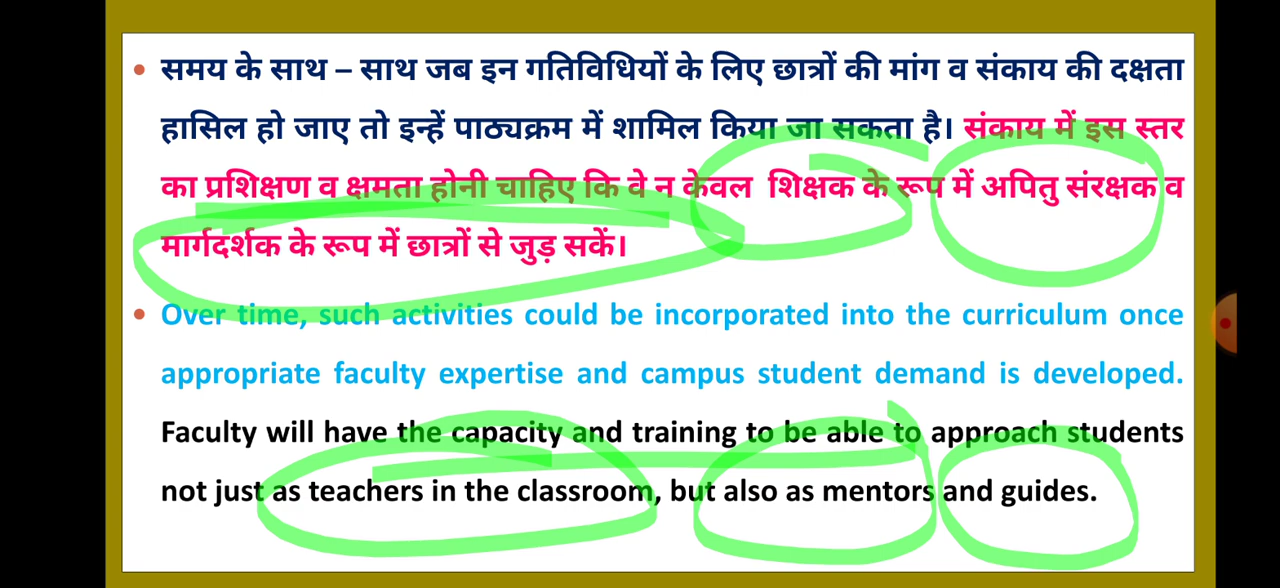 • समय के साथ – साथ जब इन गतिविधियों के लिए छात्रों की मांग व संकाय की दक्षता
हासिल हो जाए तो इन्हें पाठ्यक्रम में शामिल किया जा सकता है। संकाय में इस स्तर
का प्रशिक्षण व क्षमता होनी चाहिए कि वे न केवल शिक्षक के रूप में अपितु संरक्षक व
मार्गदर्शक के रूप में छात्रों से जुड़ सकें।
• Over time, such activities could be incorporated into the curriculum once
appropriate faculty expertise and campus student demand is developed.
Faculty will have the capacity and training to be able to approach students
not just as teachers in the classroom, but also as mentors and guides.